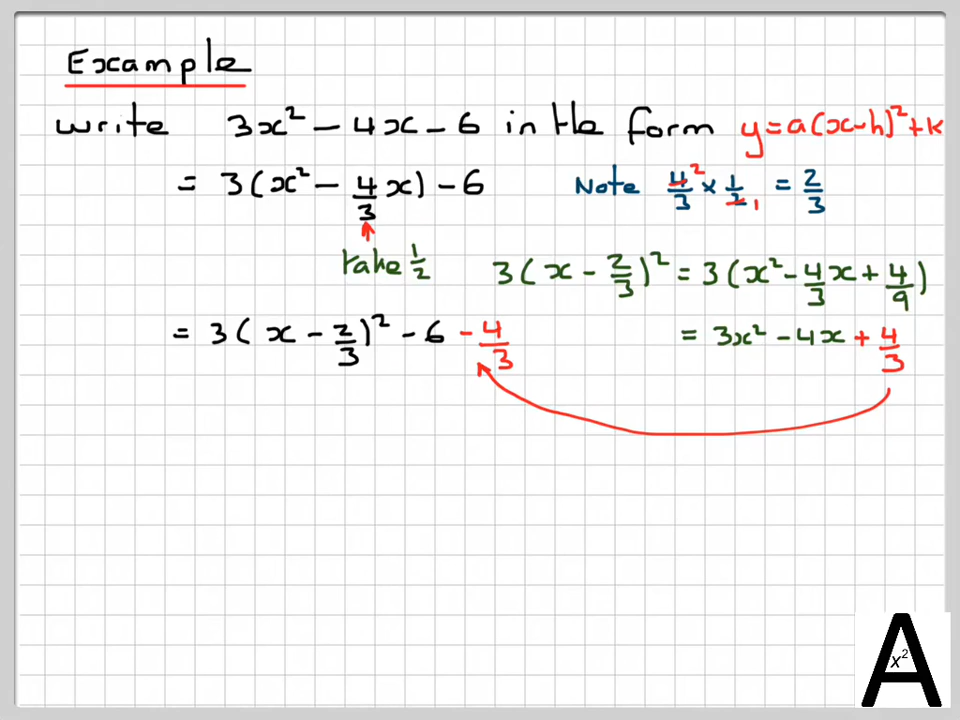 Example
Write 3x² - 4x - 6 in the form y = a(x-h)² + k
= 3(x² - 4/3 x) - 6 Note 4/3² × 1/2₁ = 2/3
take 1/2 3(x - 2/3)² = 3(x² - 4/3 x + 4/9)
= 3(x - 2/3)² - 6 - 4/3 = 3x² - 4x + 4/3
A x²